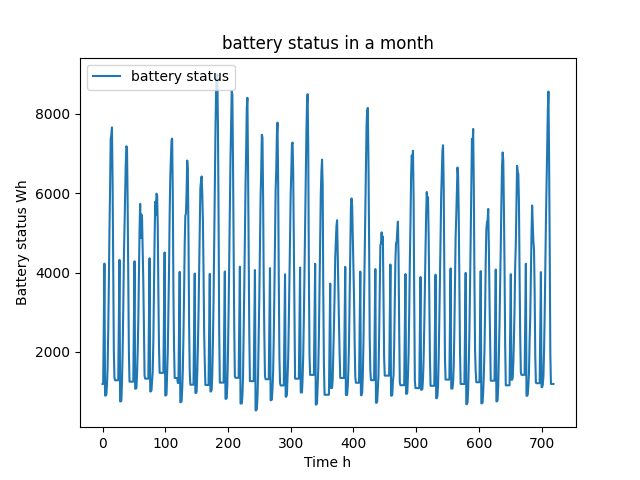 battery status in a month
battery status
Battery status Wh
8000
6000
4000
2000
0 100 200 300 400 500 600 700
Time h